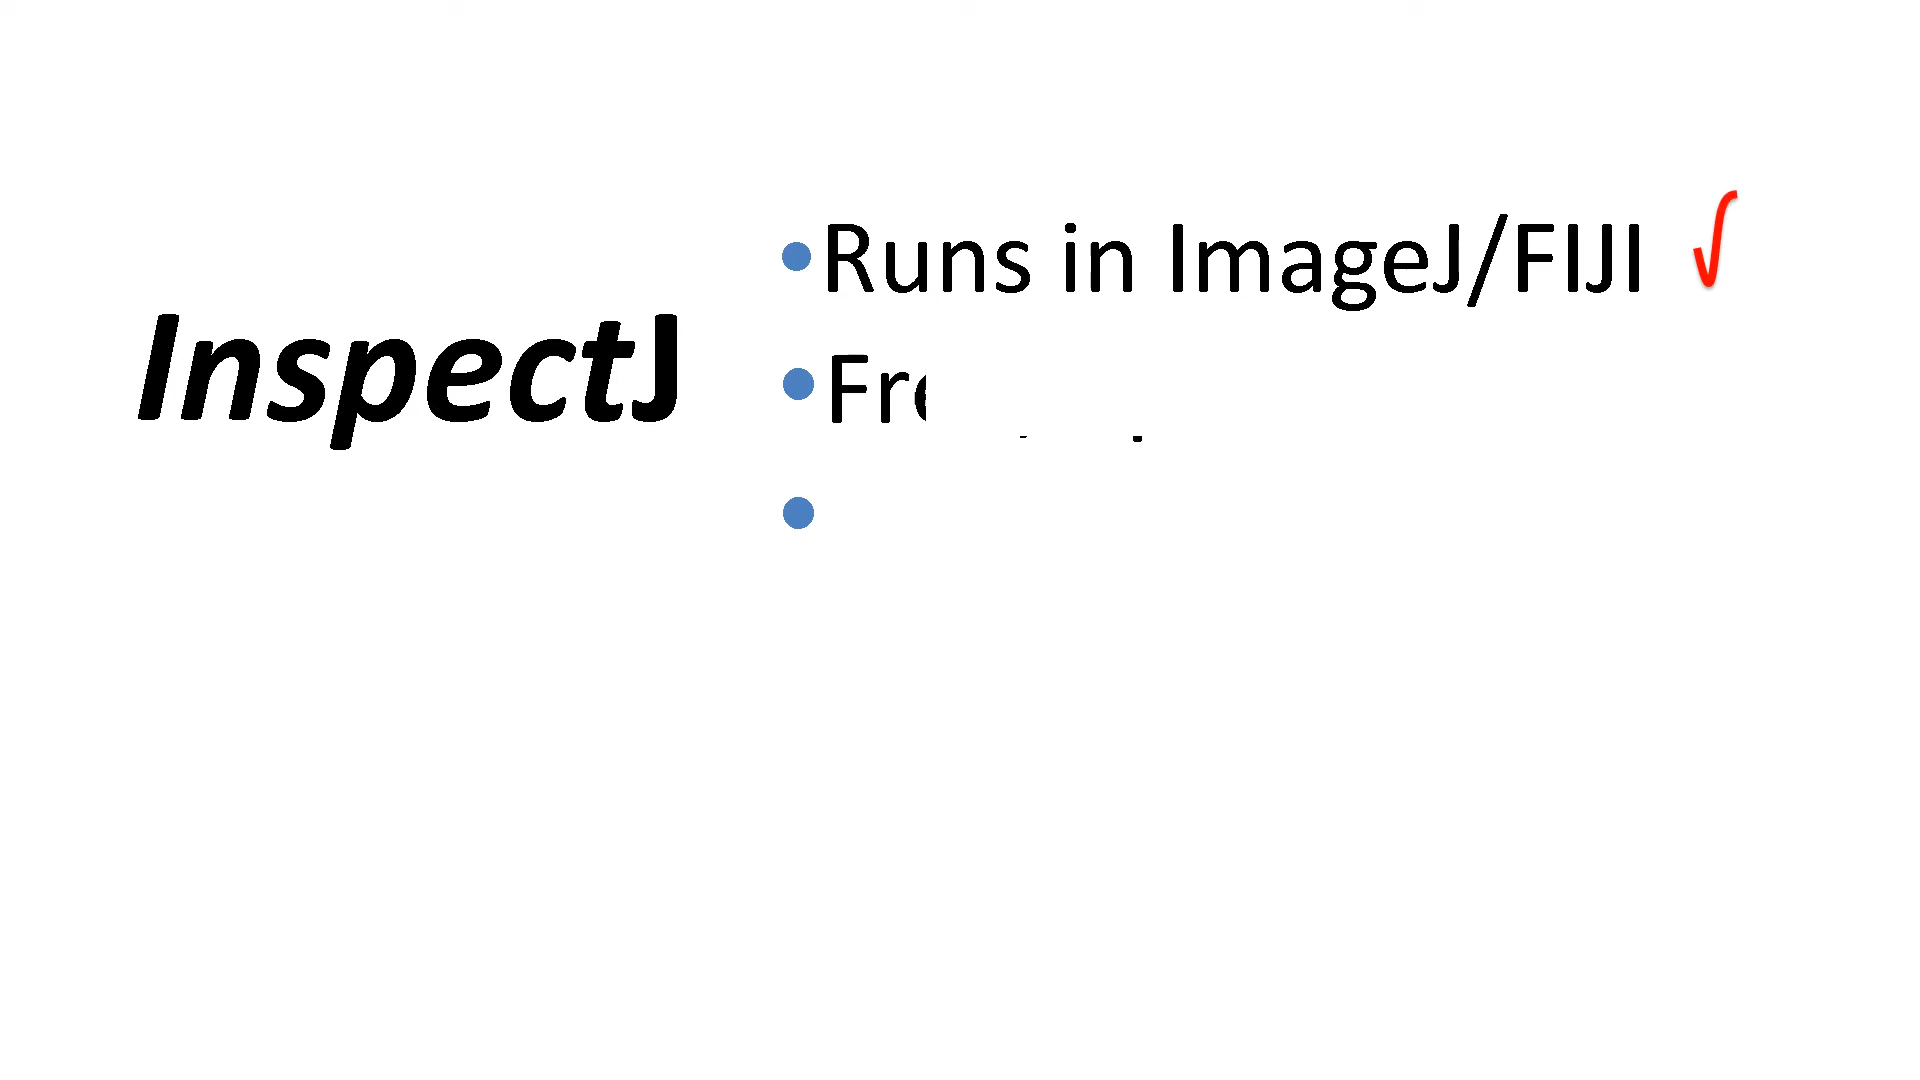 InspectJ
•Runs in ImageJ/FIJI √
•
•